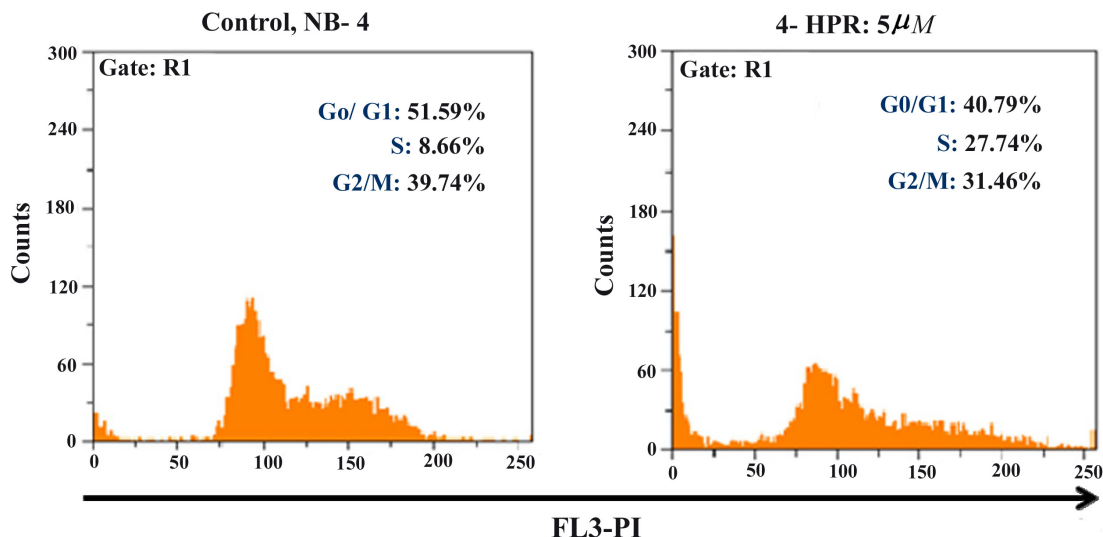 Control, NB- 4
Gate: R1
Go/ G1: 51.59%
S: 8.66%
G2/M: 39.74%
Counts
300
240
180
120
60
0
0 50 100 150 200 250
4- HPR: 5μM
Gate: R1
G0/G1: 40.79%
S: 27.74%
G2/M: 31.46%
Counts
300
240
180
120
60
0
0 50 100 150 200 250
FL3-PI